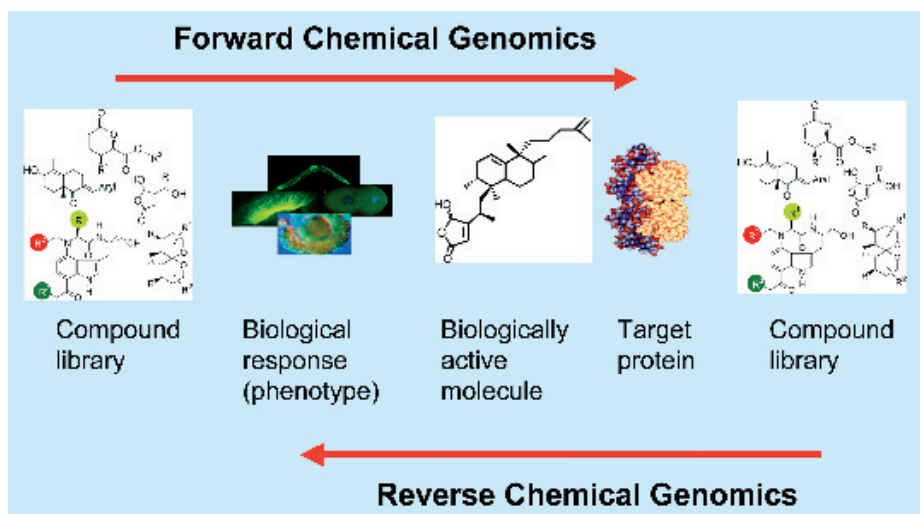 Forward Chemical Genomics
Compound
library
Biological
response
(phenotype)
Biologically
active
molecule
Target
protein
Compound
library
Reverse Chemical Genomics